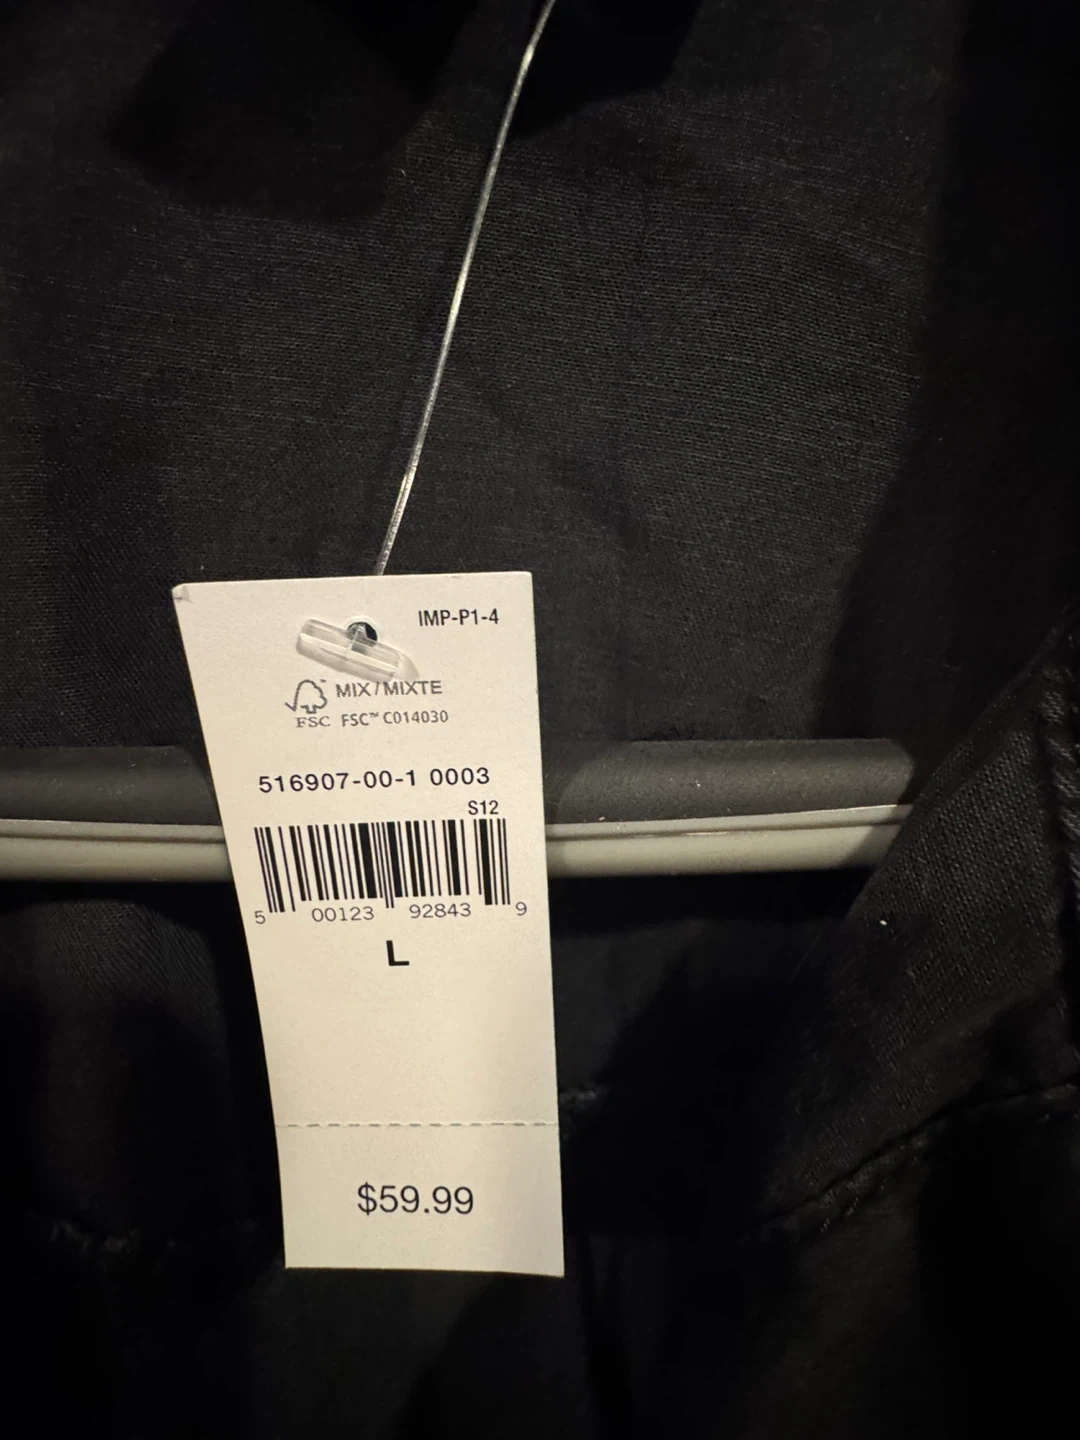 IMP-P1-4
MIX/MIXTE
FSC FSC™ C014030
516907-00-1 0003
S12
5 00123 92843 9
L
$59.99